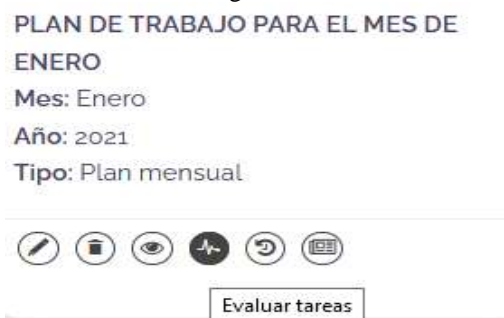 PLAN DE TRABAJO PARA EL MES DE
ENERO
Mes: Enero
Año: 2021
Tipo: Plan mensual
Evaluar tareas